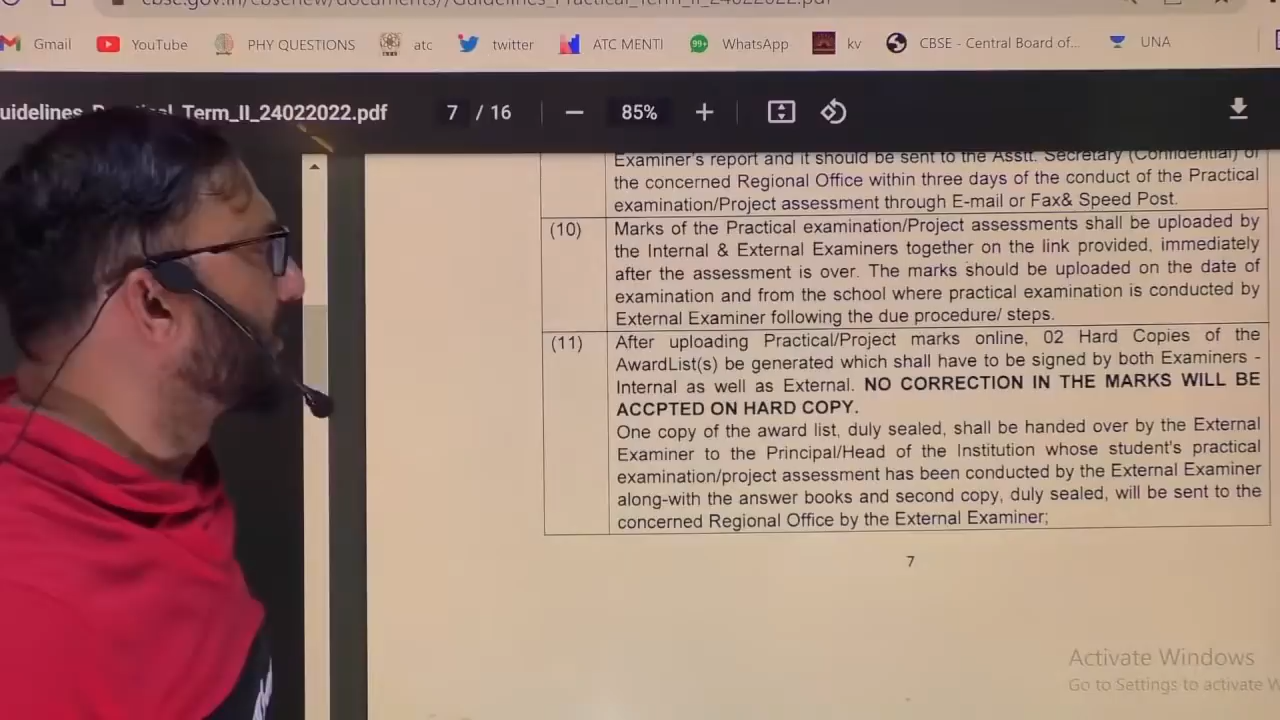 cbse.gov.in/cbsenew/documents//Guidelines_Practical_Term_II_24022022.pdf
Gmail YouTube PHY QUESTIONS atc twitter ATC MENTI 99+ WhatsApp kv CBSE - Central Board of... UNA
Term_II_24022022.pdf 7 / 16 85%
Examiner's report and it should be sent to the Asstt. Secretary (Confidential) of
the concerned Regional Office within three days of the conduct of the Practical
examination/Project assessment through E-mail or Fax& Speed Post.
(10) Marks of the Practical examination/Project assessments shall be uploaded by
the Internal & External Examiners together on the link provided, immediately
after the assessment is over. The marks should be uploaded on the date of
examination and from the school where practical examination is conducted by
External Examiner following the due procedure/ steps.
(11) After uploading Practical/Project marks online, 02 Hard Copies of the
AwardList(s) be generated which shall have to be signed by both Examiners -
Internal as well as External. NO CORRECTION IN THE MARKS WILL BE
ACCPTED ON HARD COPY.
One copy of the award list, duly sealed, shall be handed over by the External
Examiner to the Principal/Head of the Institution whose student's practical
examination/project assessment has been conducted by the External Examiner
along-with the answer books and second copy, duly sealed, will be sent to the
concerned Regional Office by the External Examiner;
7
Activate Windows
Go to Settings to activate W